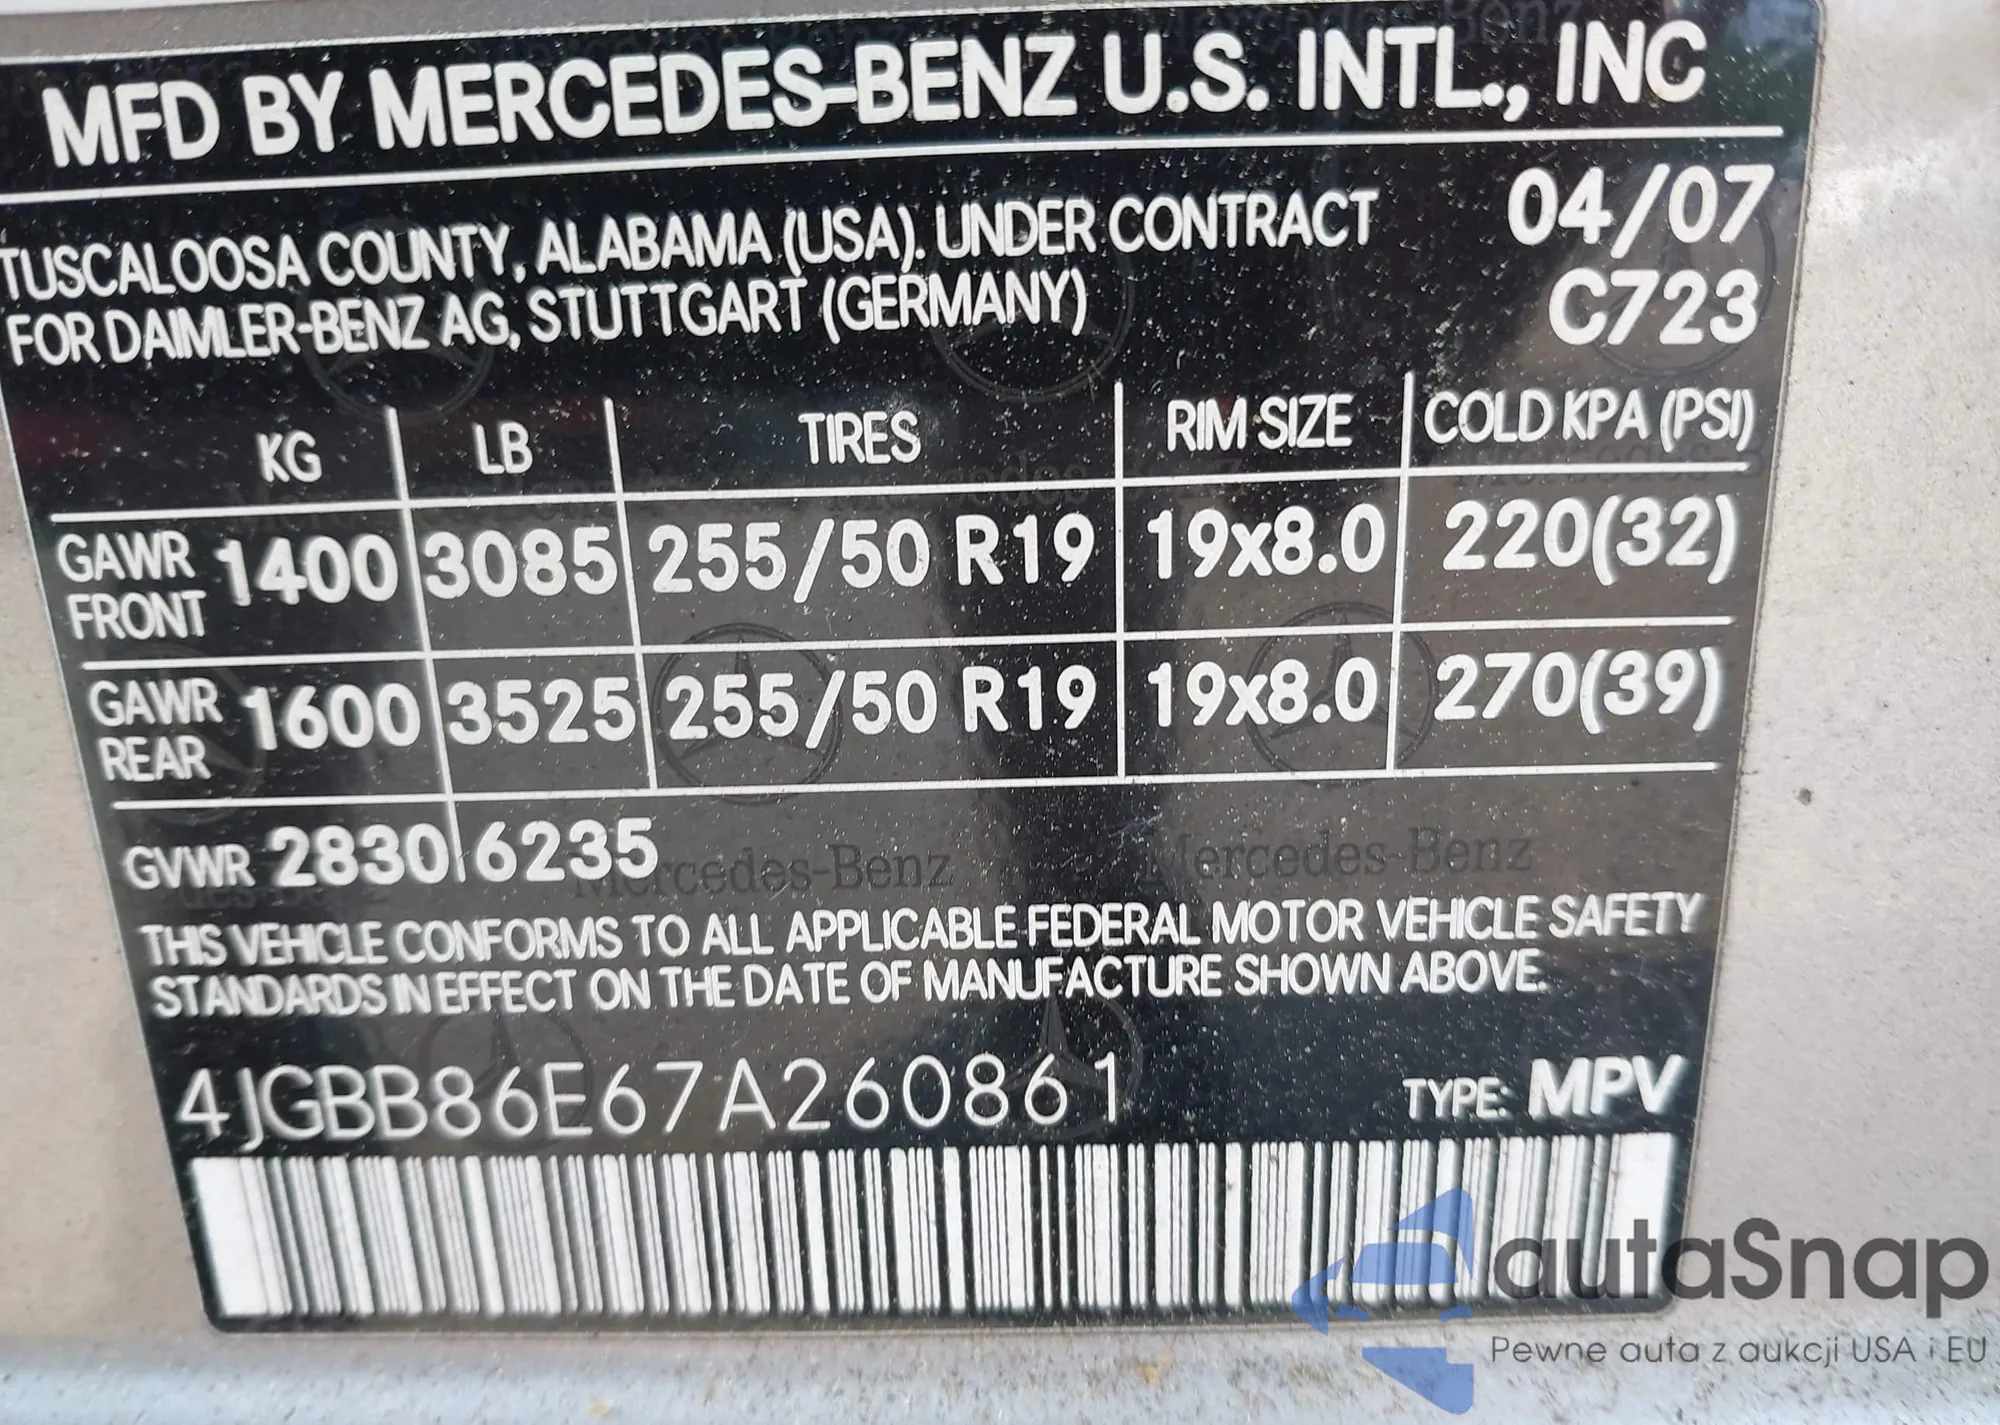 MFD BY MERCEDES-BENZ U.S. INTL., INC
TUSCALOOSA COUNTY, ALABAMA (USA). UNDER CONTRACT
FOR DAIMLER-BENZ AG, STUTTGART (GERMANY)
04/07
C723
KG LB TIRES RIM SIZE COLD KPA (PSI)
GAWR FRONT 1400 3085 255/50 R19 19x8.0 220(32)
GAWR REAR 1600 3525 255/50 R19 19x8.0 270(39)
GVWR 2830 6235
Mercedes-Benz Mercedes-Benz
THIS VEHICLE CONFORMS TO ALL APPLICABLE FEDERAL MOTOR VEHICLE SAFETY
STANDARDS IN EFFECT ON THE DATE OF MANUFACTURE SHOWN ABOVE.
4JGBB86E67A260861 TYPE: MPV
autaSnap
Pewne auta z aukcji USA i EU